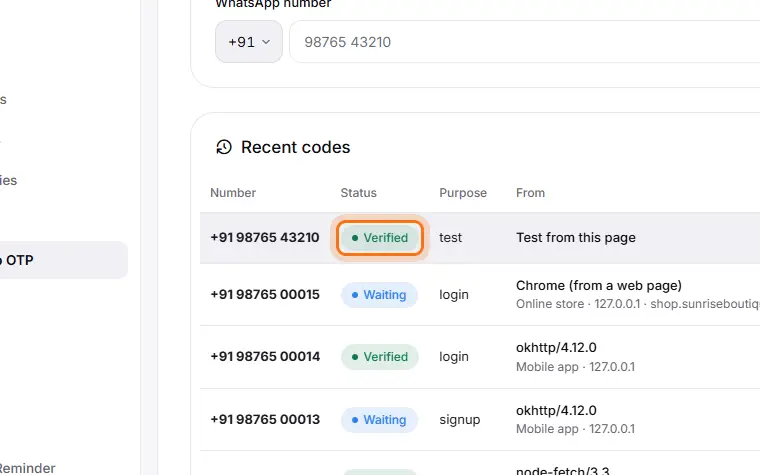 WhatsApp number
+91
98765 43210
s
ies
OTP
Reminder
Recent codes
Number Status Purpose From
+91 98765 43210 Verified test Test from this page
+91 98765 00015 Waiting login Chrome (from a web page)
Online store · 127.0.0.1 · shop.sunriseboutiq
+91 98765 00014 Verified login okhttp/4.12.0
Mobile app · 127.0.0.1
+91 98765 00013 Waiting signup okhttp/4.12.0
Mobile app · 127.0.0.1
node-fetch/3.3